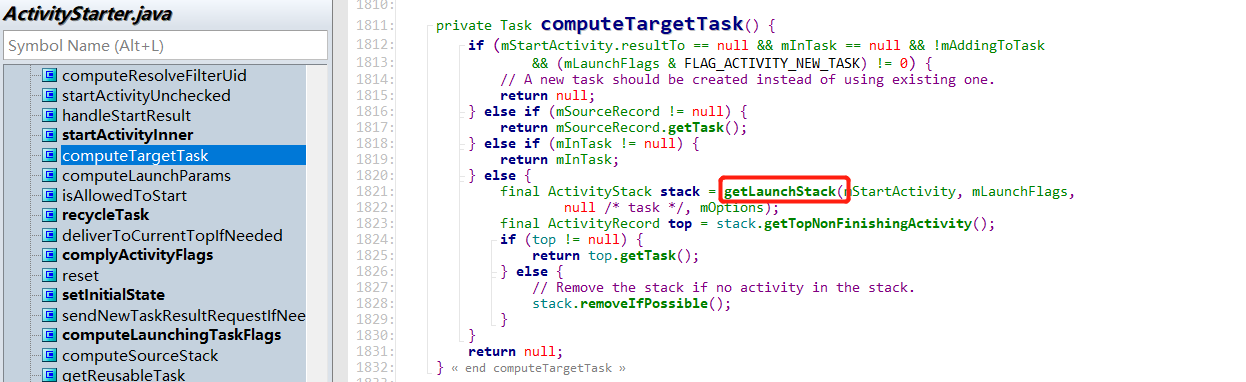 ActivityStarter.java
Symbol Name (Alt+L)
computeResolveFilterUid
startActivityUnchecked
handleStartResult
startActivityInner
computeTargetTask
computeLaunchParams
isAllowedToStart
recycleTask
deliverToCurrentTopIfNeeded
complyActivityFlags
reset
setInitialState
sendNewTaskResultRequestIfNee
computeLaunchingTaskFlags
computeSourceStack
getReusableTask
1810:
1811: private Task computeTargetTask() {
1812: if (mStartActivity.resultTo == null && mInTask == null && !mAddingToTask
1813: && (mLaunchFlags & FLAG_ACTIVITY_NEW_TASK) != 0) {
1814: // A new task should be created instead of using existing one.
1815: return null;
1816: } else if (mSourceRecord != null) {
1817: return mSourceRecord.getTask();
1818: } else if (mInTask != null) {
1819: return mInTask;
1820: } else {
1821: final ActivityStack stack = getLaunchStack(mStartActivity, mLaunchFlags,
1822: null /* task */, mOptions);
1823: final ActivityRecord top = stack.getTopNonFinishingActivity();
1824: if (top != null) {
1825: return top.getTask();
1826: } else {
1827: // Remove the stack if no activity in the stack.
1828: stack.removeIfPossible();
1829: }
1830: }
1831: return null;
1832: } « end computeTargetTask »